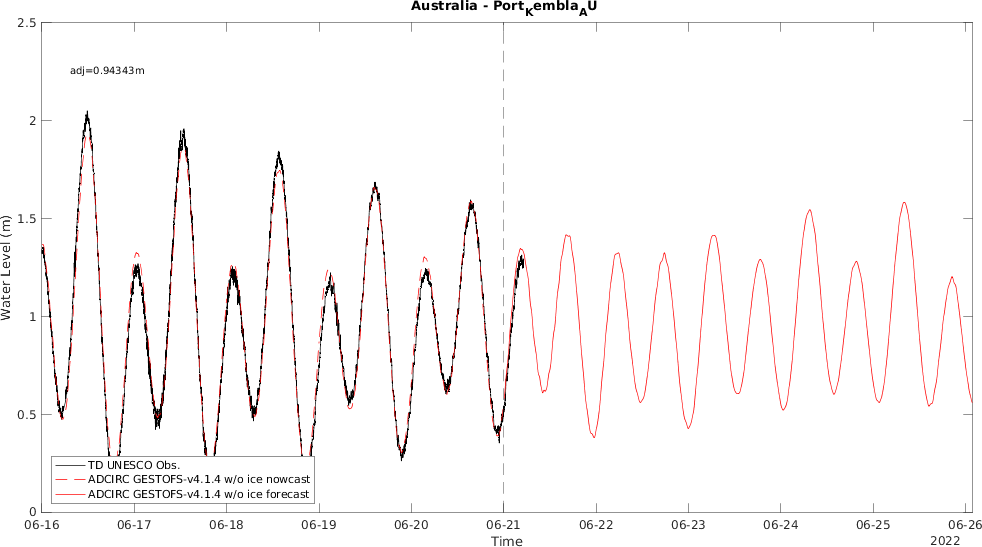 Australia - Port_Kembla_AU
2.5
adj=0.94343m
2
1.5
Water Level (m)
1
0.5
TD UNESCO Obs.
ADCIRC GESTOFS-v4.1.4 w/o ice nowcast
ADCIRC GESTOFS-v4.1.4 w/o ice forecast
0
06-16 06-17 06-18 06-19 06-20 06-21 06-22 06-23 06-24 06-25 06-26
Time
2022